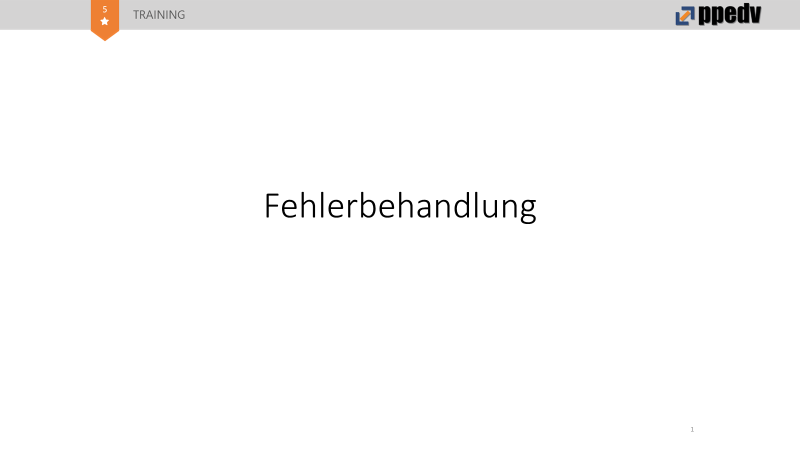 5
TRAINING
ppedv
Fehlerbehandlung
1